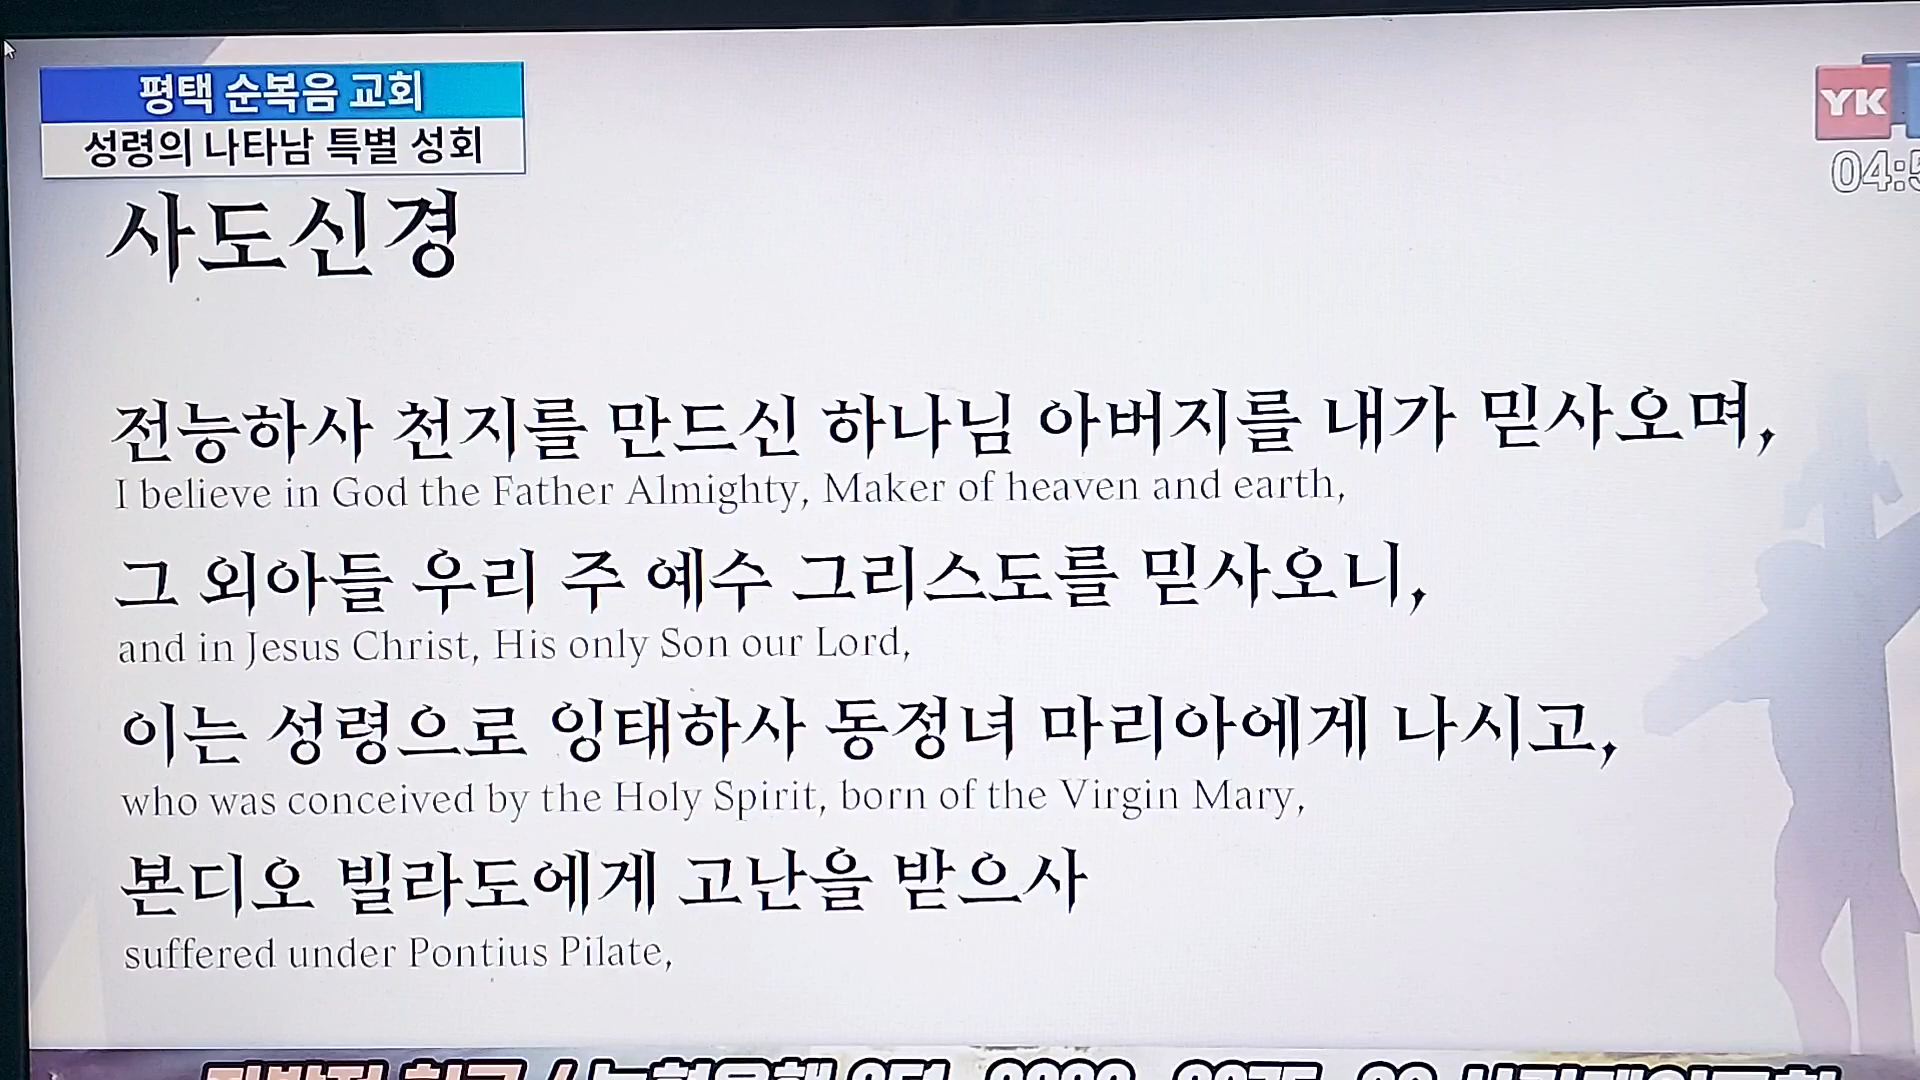 평택 순복음 교회
성령의 나타남 특별 성회
YK
사도신경
전능하사 천지를 만드신 하나님 아버지를 내가 믿사오며,
I believe in God the Father Almighty, Maker of heaven and earth,
그 외아들 우리 주 예수 그리스도를 믿사오니,
and in Jesus Christ, His only Son our Lord,
이는 성령으로 잉태하사 동정녀 마리아에게 나시고,
who was conceived by the Holy Spirit, born of the Virgin Mary,
본디오 빌라도에게 고난을 받으사
suffered under Pontius Pilate,